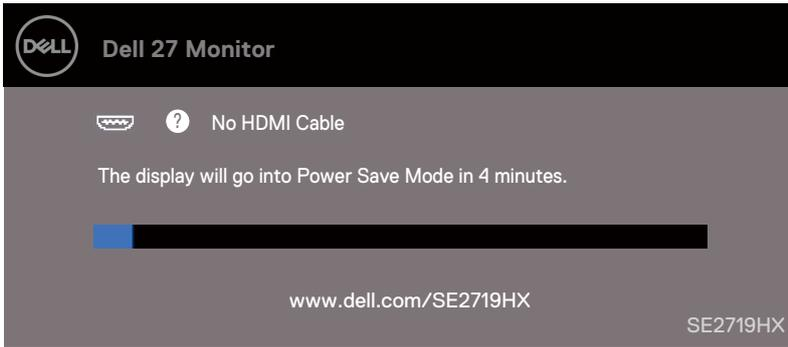 DELL
Dell 27 Monitor
? No HDMI Cable
The display will go into Power Save Mode in 4 minutes.
www.dell.com/SE2719HX
SE2719HX